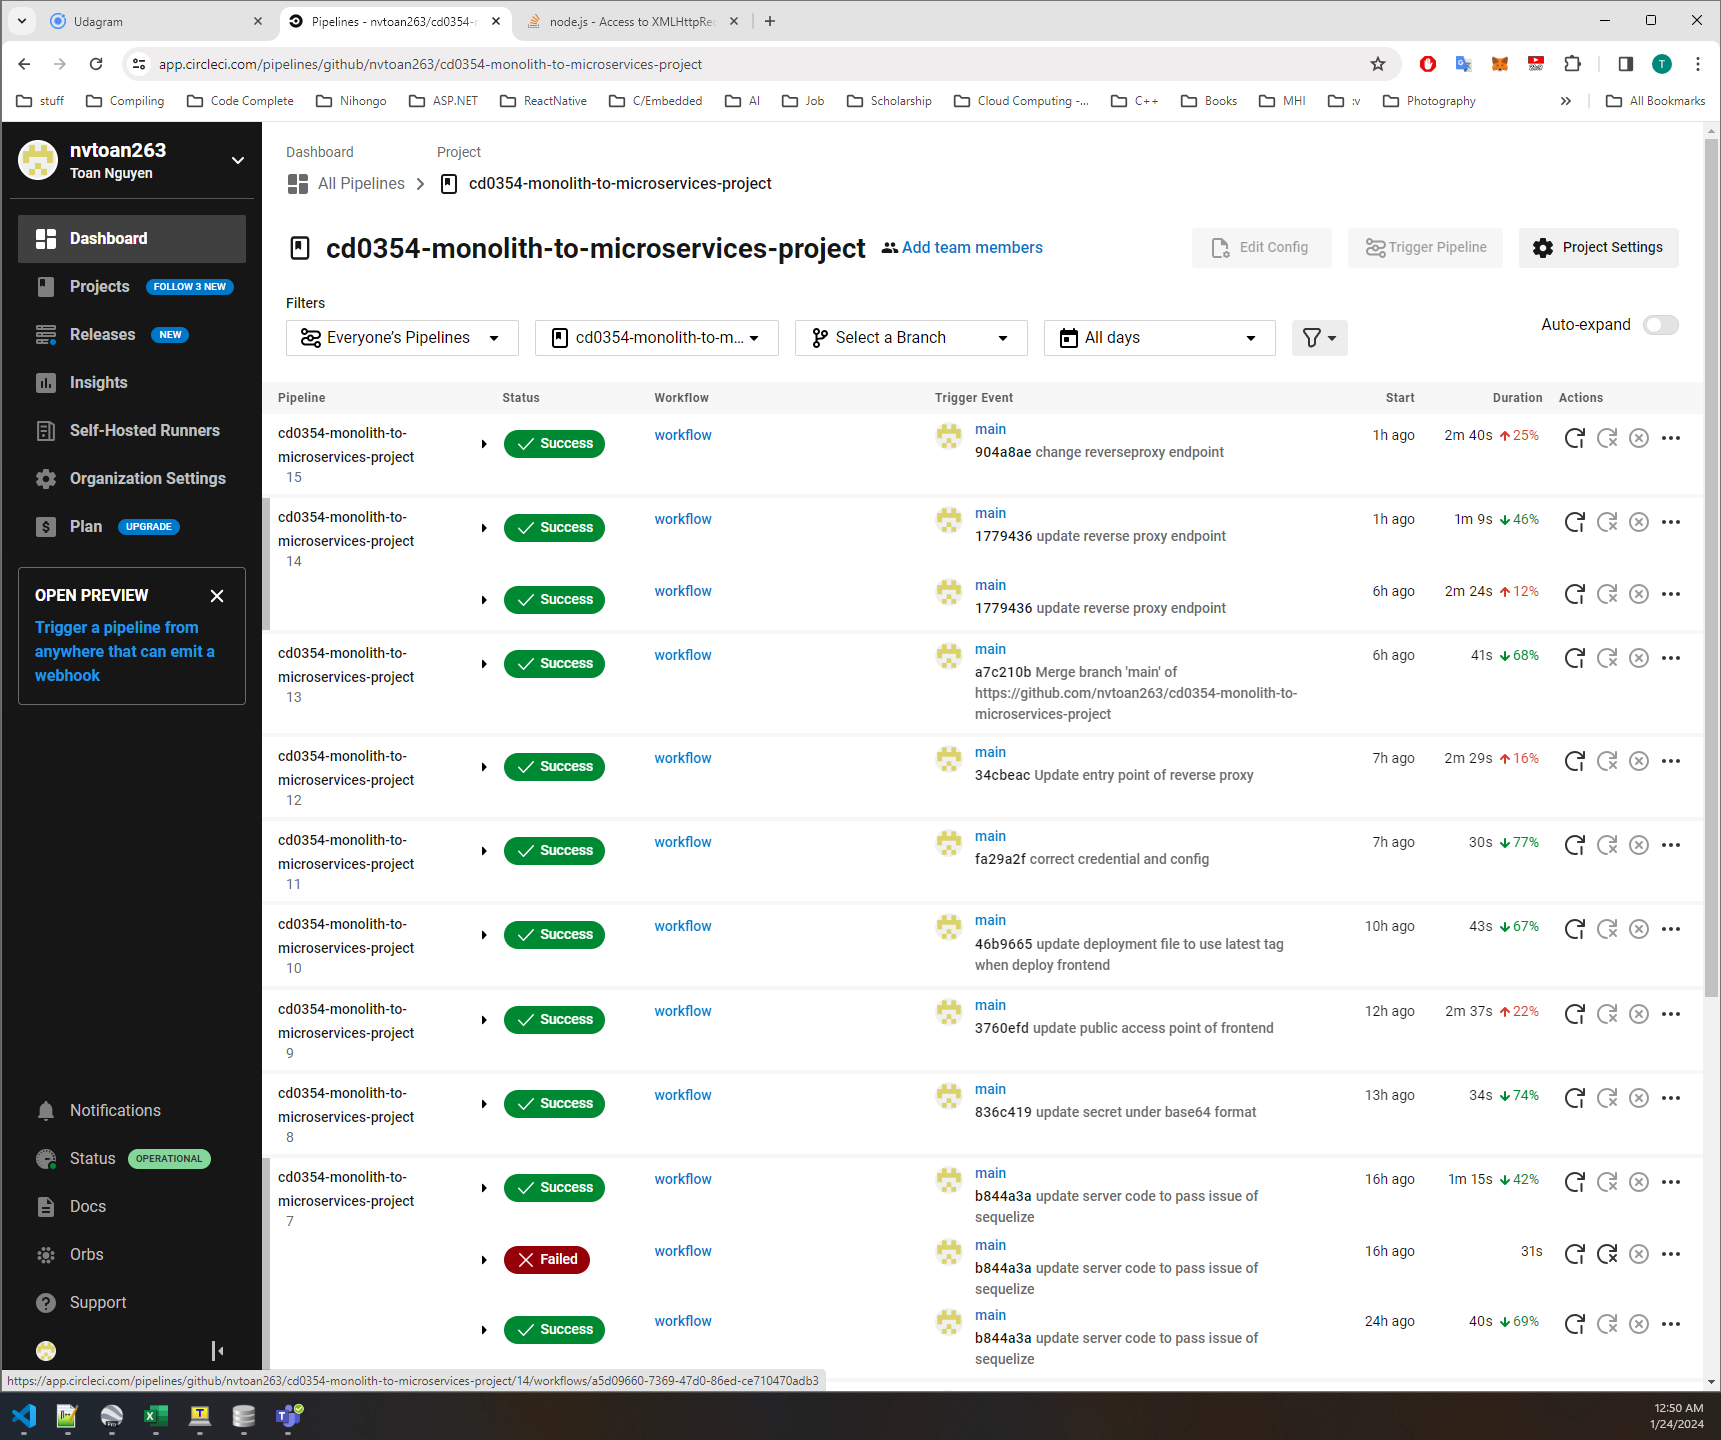 Udagram
Pipelines - nvtoan263/cd0354-m
node.js - Access to XMLHttpRec
app.circleci.com/pipelines/github/nvtoan263/cd0354-monolith-to-microservices-project
T
stuff
Compiling
Code Complete
Nihongo
ASP.NET
ReactNative
C/Embedded
AI
Job
Scholarship
Cloud Computing -...
C++
Books
MHI
:v
Photography
»
All Bookmarks
nvtoan263
Toan Nguyen
Dashboard
Projects FOLLOW 3 NEW
Releases NEW
Insights
Self-Hosted Runners
Organization Settings
Plan UPGRADE
OPEN PREVIEW
Trigger a pipeline from
anywhere that can emit a
webhook
Notifications
Status OPERATIONAL
Docs
Orbs
Support
Dashboard Project
All Pipelines cd0354-monolith-to-microservices-project
cd0354-monolith-to-microservices-project Add team members
Edit Config Trigger Pipeline Project Settings
Filters
Everyone's Pipelines cd0354-monolith-to-m... Select a Branch All days
Auto-expand
Pipeline Status Workflow Trigger Event Start Duration Actions
cd0354-monolith-to-
microservices-project
15
Success workflow main 1h ago 2m 40s 25%
904a8ae change reverseproxy endpoint
cd0354-monolith-to-
microservices-project
14
Success workflow main 1h ago 1m 9s 46%
1779436 update reverse proxy endpoint
Success workflow main 6h ago 2m 24s 12%
1779436 update reverse proxy endpoint
cd0354-monolith-to-
microservices-project
13
Success workflow main 6h ago 41s 68%
a7c210b Merge branch 'main' of
https://github.com/nvtoan263/cd0354-monolith-to-
microservices-project
cd0354-monolith-to-
microservices-project
12
Success workflow main 7h ago 2m 29s 16%
34cbeac Update entry point of reverse proxy
cd0354-monolith-to-
microservices-project
11
Success workflow main 7h ago 30s 77%
fa29a2f correct credential and config
cd0354-monolith-to-
microservices-project
10
Success workflow main 10h ago 43s 67%
46b9665 update deployment file to use latest tag
when deploy frontend
cd0354-monolith-to-
microservices-project
9
Success workflow main 12h ago 2m 37s 22%
3760efd update public access point of frontend
cd0354-monolith-to-
microservices-project
8
Success workflow main 13h ago 34s 74%
836c419 update secret under base64 format
cd0354-monolith-to-
microservices-project
7
Success workflow main 16h ago 1m 15s 42%
b844a3a update server code to pass issue of
sequelize
Failed workflow main 16h ago 31s
b844a3a update server code to pass issue of
sequelize
Success workflow main 24h ago 40s 69%
b844a3a update server code to pass issue of
sequelize
https://app.circleci.com/pipelines/github/nvtoan263/cd0354-monolith-to-microservices-project/14/workflows/a5d09660-7369-47d0-86ed-ce710470adb3
12:50 AM
1/24/2024